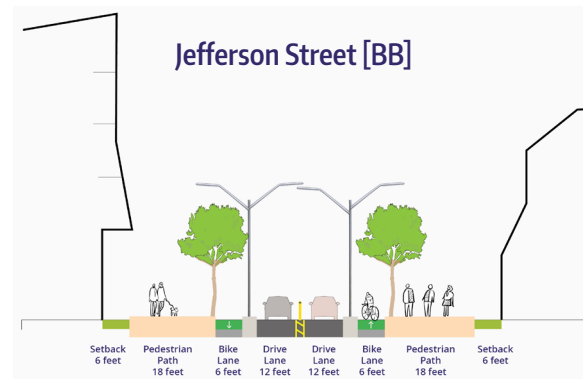 Jefferson Street [BB]
Setback
6 feet
Pedestrian
Path
18 feet
Bike
Lane
6 feet
Drive
Lane
12 feet
Drive
Lane
12 feet
Bike
Lane
6 feet
Pedestrian
Path
18 feet
Setback
6 feet